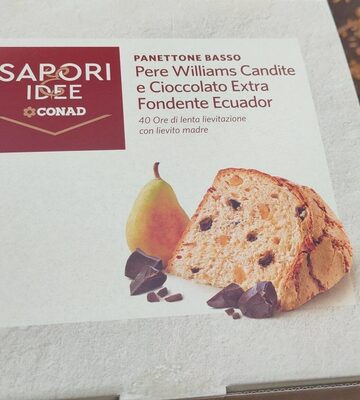 SAPORI
& IDEE
CONAD
PANETTONE BASSO
Pere Williams Candite
e Cioccolato Extra
Fondente Ecuador
40 Ore di lenta lievitazione
con lievito madre